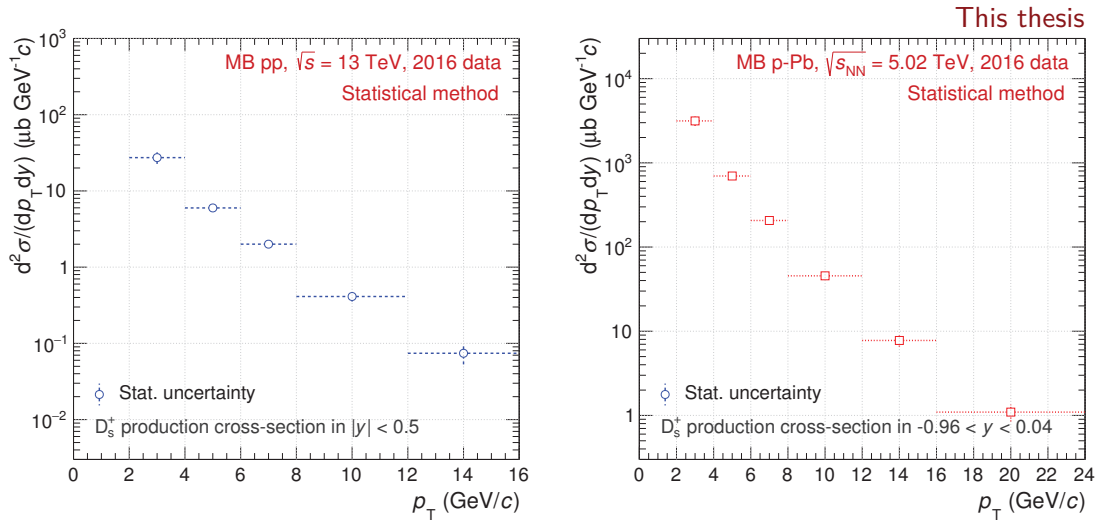 This thesis
10³
10²
10
1
10⁻¹
10⁻²
d²σ/(dp_T dy) (μb GeV⁻¹c)
MB pp, √s = 13 TeV, 2016 data
Statistical method
Stat. uncertainty
D_s⁺ production cross-section in |y| < 0.5
0 2 4 6 8 10 12 14 16
p_T (GeV/c)
10⁴
10³
10²
10
1
d²σ/(dp_T dy) (μb GeV⁻¹c)
MB p-Pb, √s_NN = 5.02 TeV, 2016 data
Statistical method
Stat. uncertainty
D_s⁺ production cross-section in -0.96 < y < 0.04
0 2 4 6 8 10 12 14 16 18 20 22 24
p_T (GeV/c)